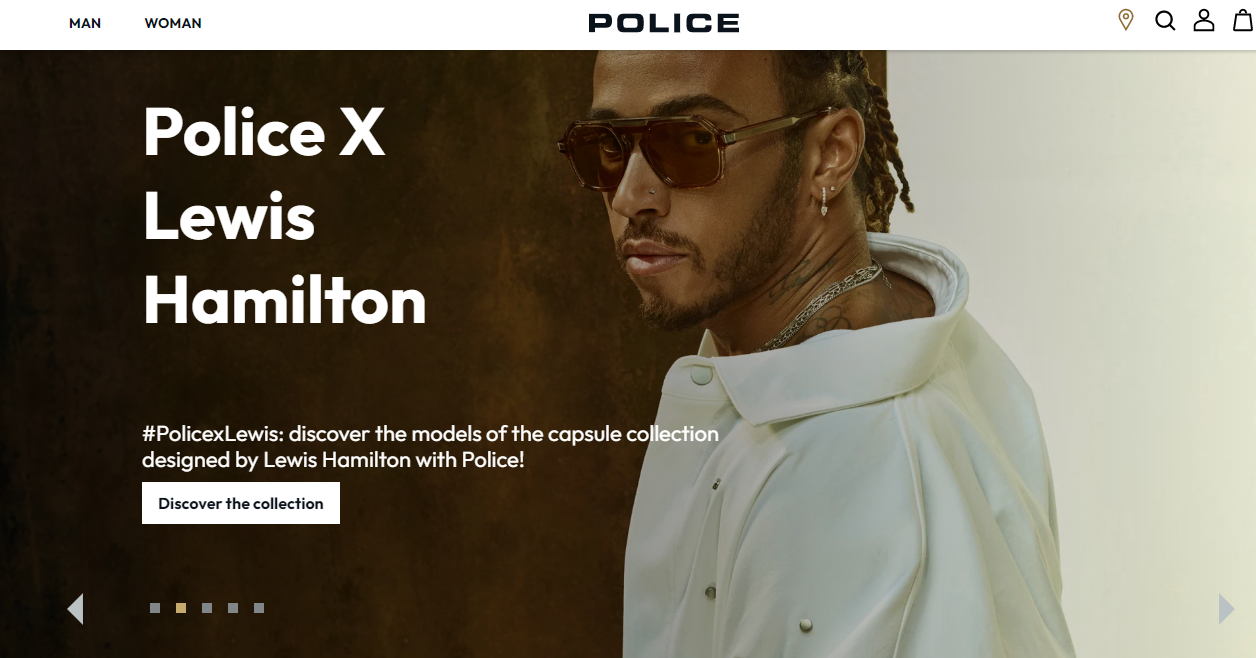 MAN WOMAN POLICE
Police X
Lewis
Hamilton
#PolicexLewis: discover the models of the capsule collection
designed by Lewis Hamilton with Police!
Discover the collection